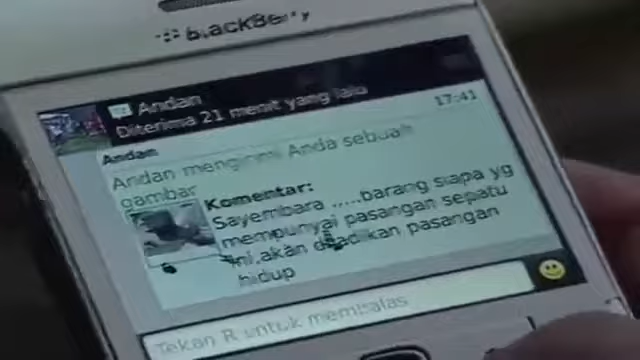 BlackBerry
Andan
Diterima 21 menit yang lalu
17:41
Andan
Andan mengirimi Anda sebuah
gambar
Komentar:
Sayembara .....barang siapa yg
mempunyai pasangan sepatu
ini,akan dijadikan pasangan
hidup
Tekan R untuk membalas